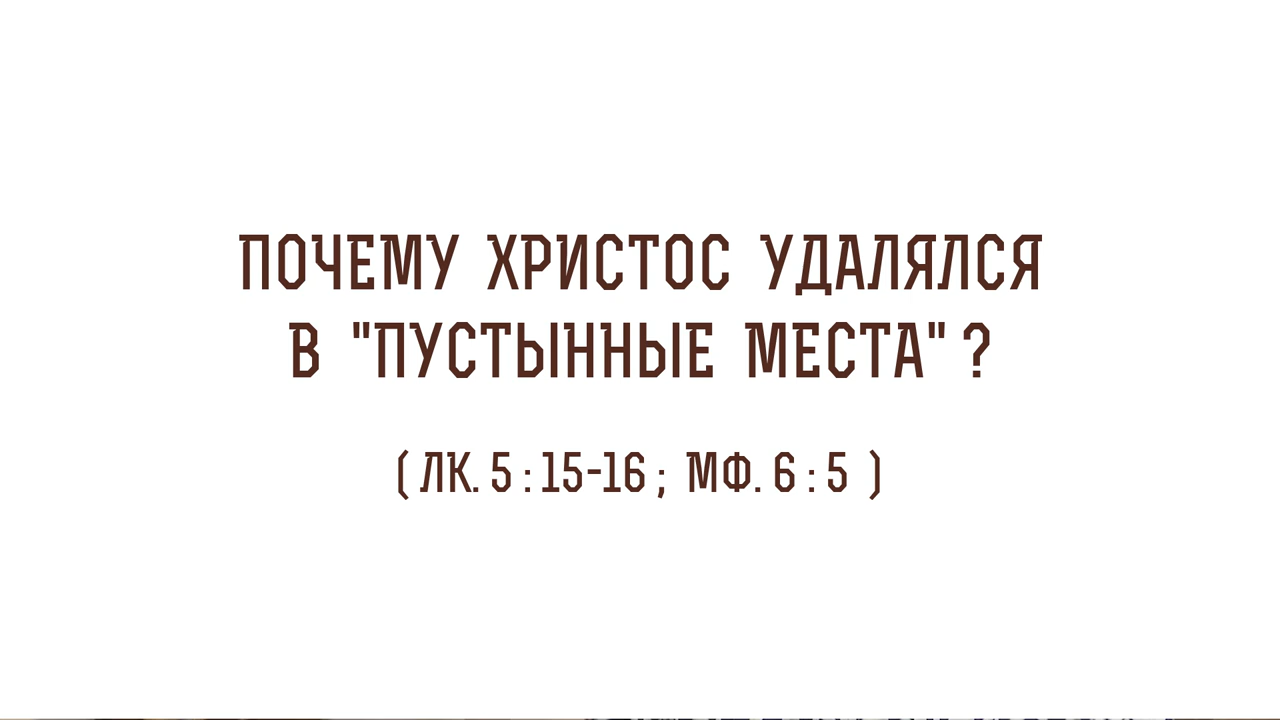 ПОЧЕМУ ХРИСТОС УДАЛЯЛСЯ
В "ПУСТЫННЫЕ МЕСТА"?
(ЛК. 5:15-16; МФ. 6:5)